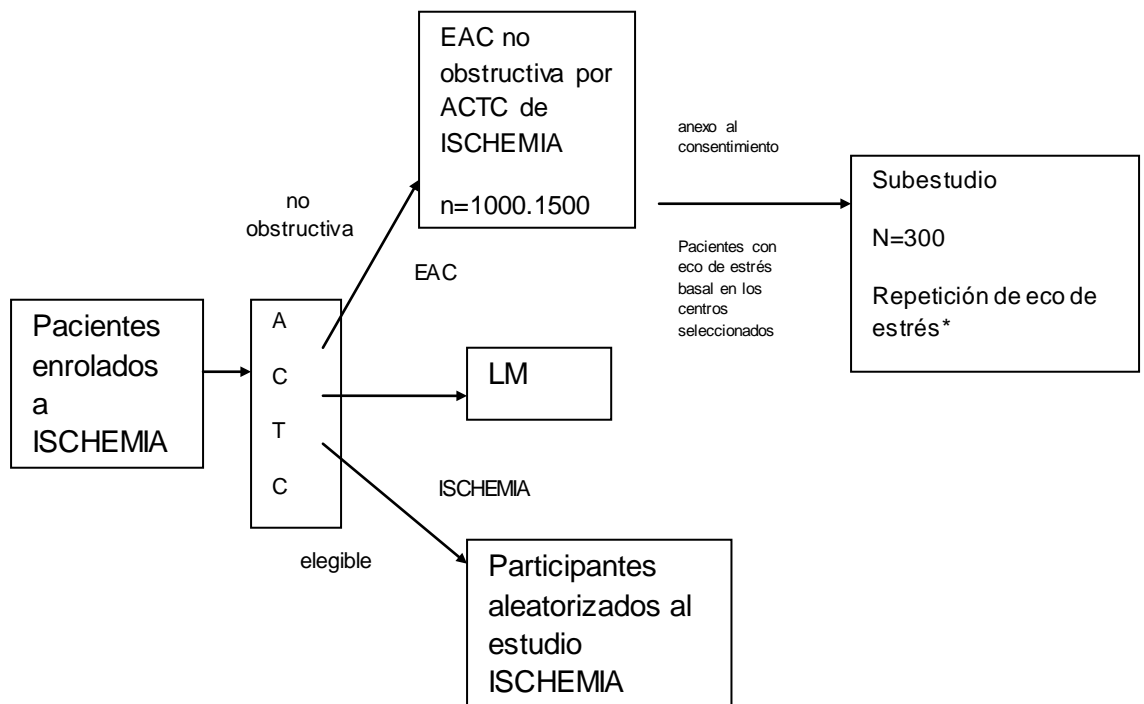 Pacientes
enrolados
a
ISCHEMIA
A
C
T
C
no
obstructiva
EAC
EAC no
obstructiva por
ACTC de
ISCHEMIA
n=1000.1500
anexo al
consentimiento
Pacientes con
eco de estrés
basal en los
centros
seleccionados
Subestudio
N=300
Repetición de eco de
estrés*
LM
ISCHEMIA
elegible
Participantes
aleatorizados al
estudio
ISCHEMIA